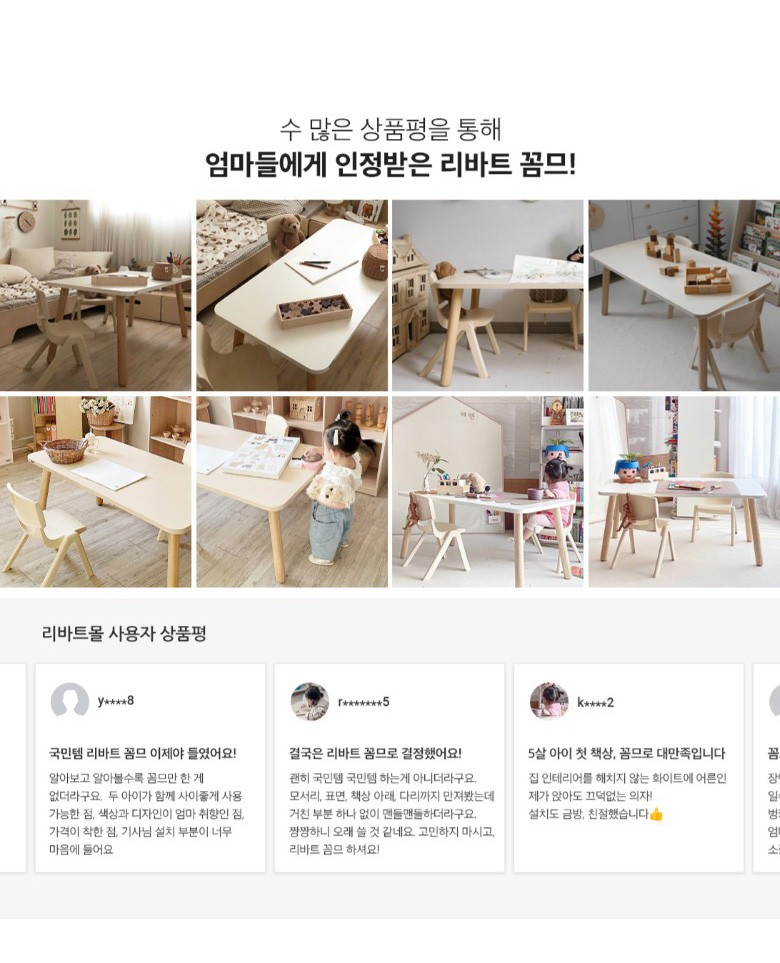 수 많은 상품평을 통해
엄마들에게 인정받은 리바트 꼼므!
리바트몰 사용자 상품평
y****8
국민템 리바트 꼼므 이제야 들였어요!
알아보고 알아볼수록 꼼므만 한 게
없더라구요. 두 아이가 함께 사이좋게 사용
가능한 점, 색상과 디자인이 엄마 취향인 점,
가격이 착한 점, 기사님 설치 부분이 너무
마음에 들어요
r*******5
결국은 리바트 꼼므로 결정했어요!
괜히 국민템 국민템 하는게 아니더라구요.
모서리, 표면, 책상 아래, 다리까지 만져봤는데
거친 부분 하나 없이 맨들맨들하더라구요.
짱짱하니 오래 쓸 것 같네요. 고민하지 마시고,
리바트 꼼므 하셔요!
k****2
5살 아이 첫 책상, 꼼므로 대만족입니다
집 인테리어를 해치지 않는 화이트에 어른인
제가 앉아도 끄덕없는 의자!
설치도 금방, 친절했습니다👍